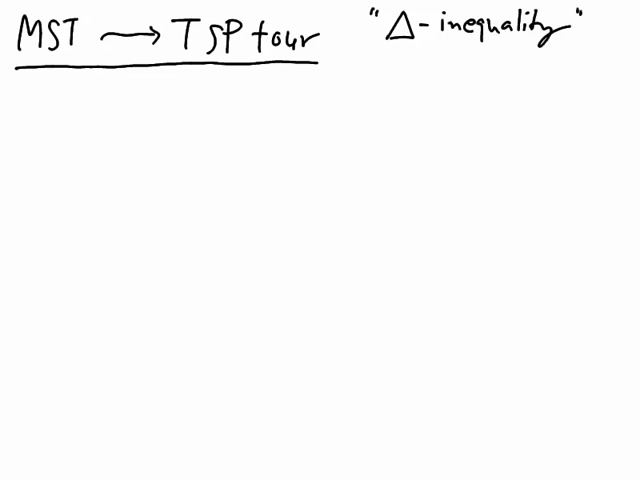 MST → TSP tour "Δ-inequality"